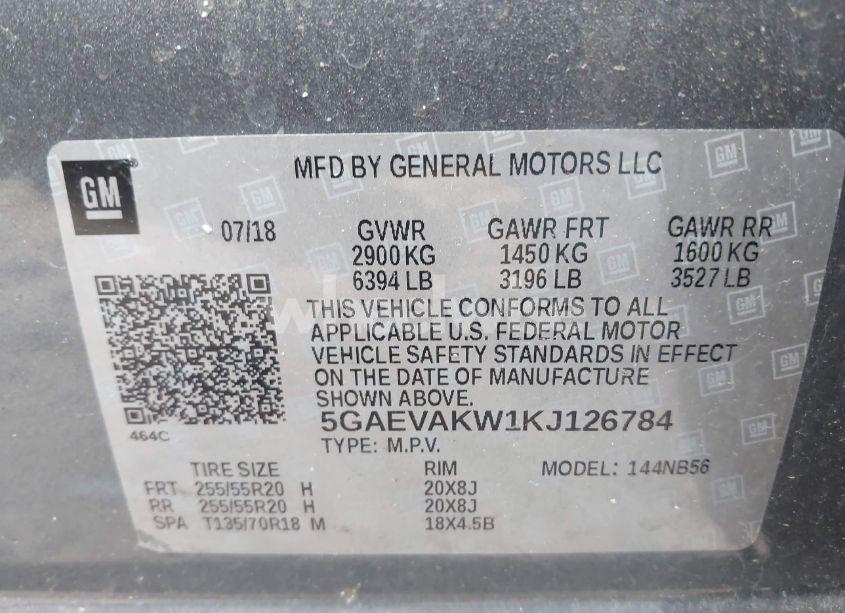 MFD BY GENERAL MOTORS LLC
GM
07/18 GVWR GAWR FRT GAWR RR
2900 KG 1450 KG 1600 KG
6394 LB 3196 LB 3527 LB
THIS VEHICLE CONFORMS TO ALL
APPLICABLE U.S. FEDERAL MOTOR
VEHICLE SAFETY STANDARDS IN EFFECT
ON THE DATE OF MANUFACTURE
SHOWN ABOVE.
5GAEVAKW1KJ126784
464C
TYPE: M.P.V.
TIRE SIZE RIM MODEL: 144NB56
FRT 255/55R20 H 20X8J
RR 255/55R20 H 20X8J
SPA T135/70R18 M 18X4.5B